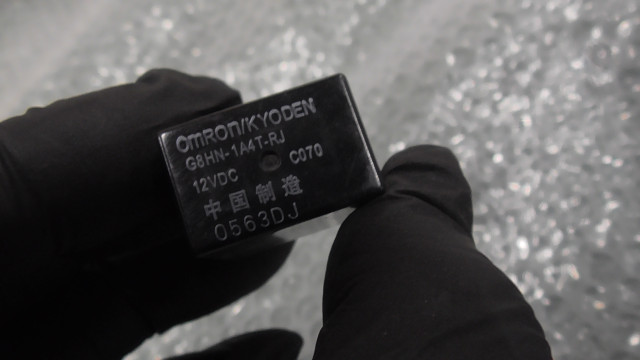 OmRON/KYODEN
G8HN-1A4T-RJ
12VDC C070
中国制造
0563DJ